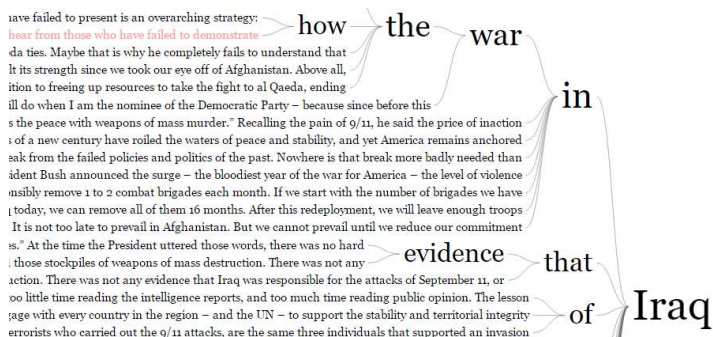 have failed to present is an overarching strategy:
hear from those who have failed to demonstrate
da ties. Maybe that is why he completely fails to understand that
lt its strength since we took our eye off of Afghanistan. Above all,
ition to freeing up resources to take the fight to al Qaeda, ending
ill do when I am the nominee of the Democratic Party – because since before this
s the peace with weapons of mass murder.” Recalling the pain of 9/11, he said the price of inaction
s of a new century have roiled the waters of peace and stability, and yet America remains anchored
eak from the failed policies and politics of the past. Nowhere is that break more badly needed than
ident Bush announced the surge – the bloodiest year of the war for America – the level of violence
onsibly remove 1 to 2 combat brigades each month. If we start with the number of brigades we have
today, we can remove all of them 16 months. After this redeployment, we will leave enough troops
It is not too late to prevail in Afghanistan. But we cannot prevail until we reduce our commitment
es.” At the time the President uttered those words, there was no hard
those stockpiles of weapons of mass destruction. There was not any
uction. There was not any evidence that Iraq was responsible for the attacks of September 11, or
too little time reading the intelligence reports, and too much time reading public opinion. The lesson
gage with every country in the region – and the UN – to support the stability and territorial integrity
errorists who carried out the 9/11 attacks, are the same three individuals that supported an invasion
how
the
war
in
evidence
that
of
Iraq